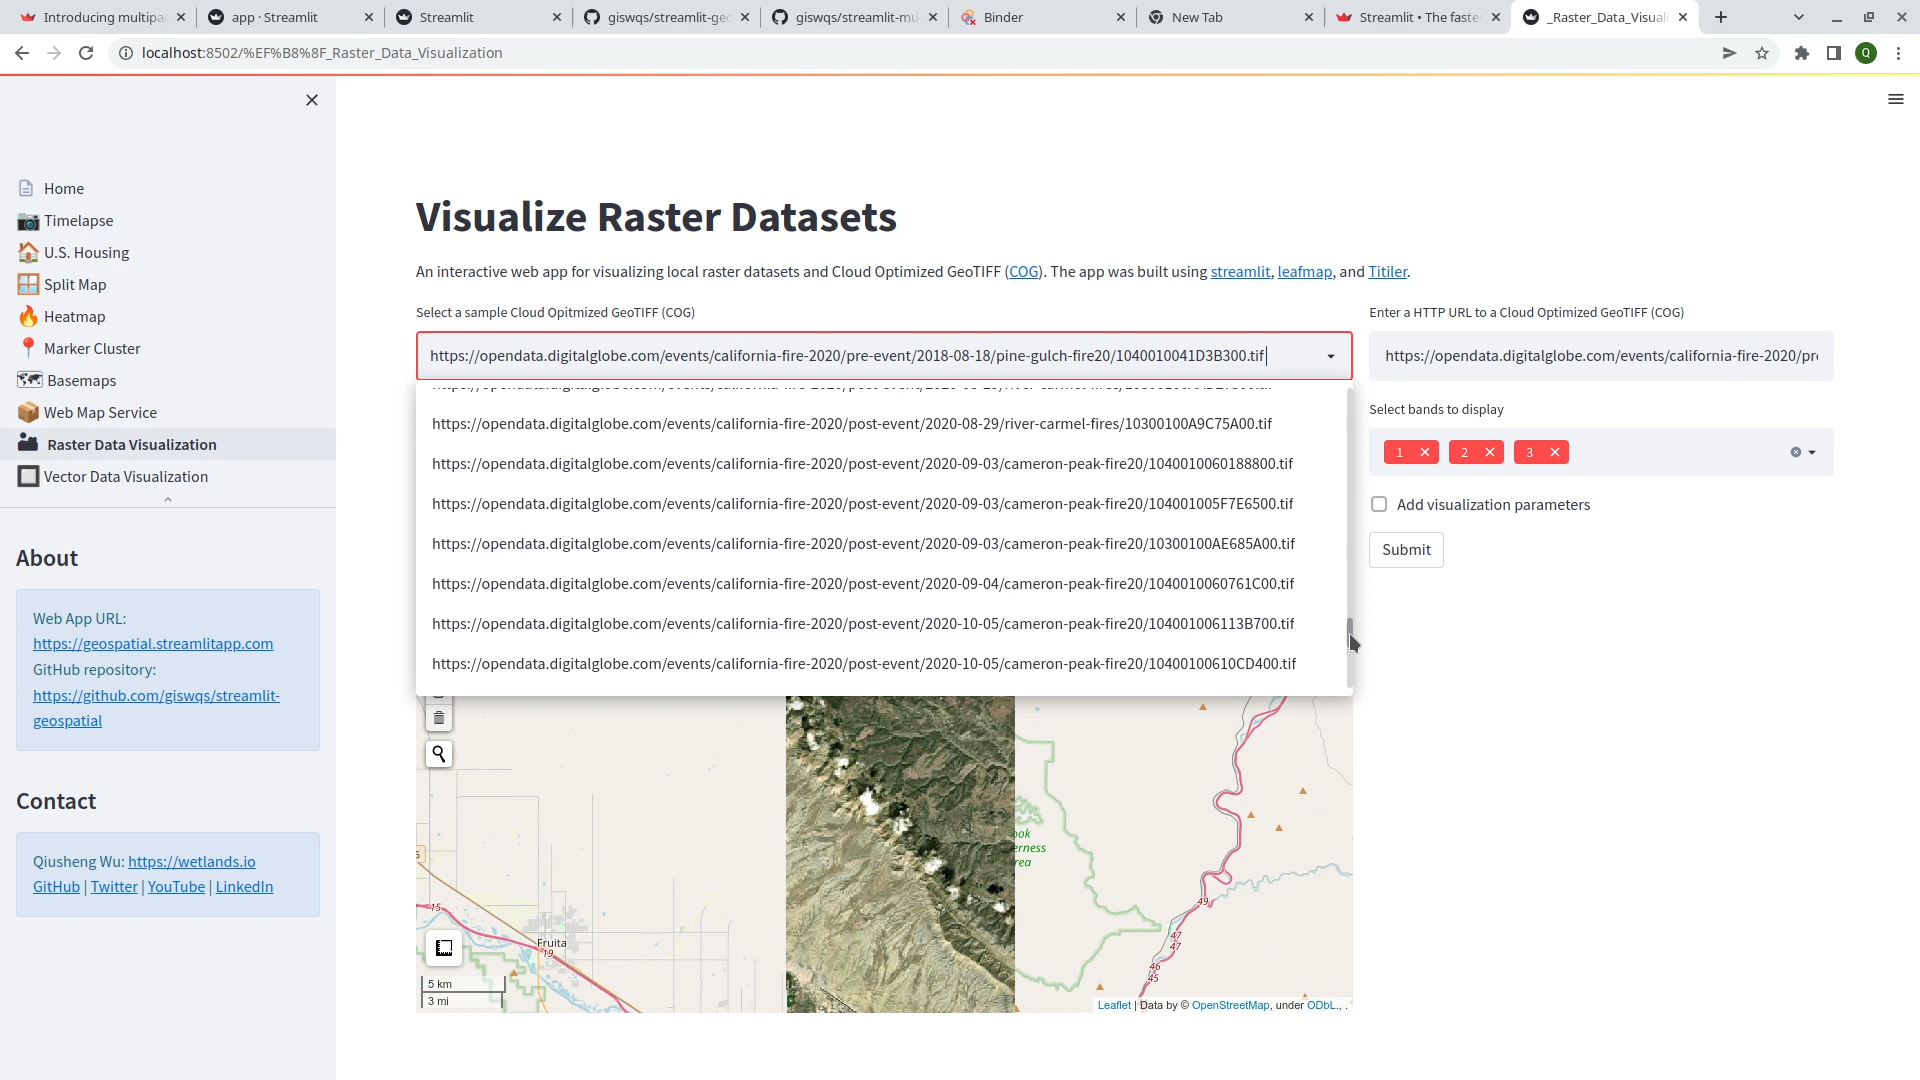 Introducing multipa
app · Streamlit
Streamlit
giswqs/streamlit-geo
giswqs/streamlit-mu
Binder
New Tab
Streamlit • The faste
_Raster_Data_Visual
localhost:8502/%EF%B8%8F_Raster_Data_Visualization
Q
Home
Timelapse
U.S. Housing
Split Map
Heatmap
Marker Cluster
Basemaps
Web Map Service
Raster Data Visualization
Vector Data Visualization
About
Web App URL:
https://geospatial.streamlitapp.com
GitHub repository:
https://github.com/giswqs/streamlit-
geospatial
Contact
Qiusheng Wu: https://wetlands.io
GitHub | Twitter | YouTube | LinkedIn
Visualize Raster Datasets
An interactive web app for visualizing local raster datasets and Cloud Optimized GeoTIFF (COG). The app was built using streamlit, leafmap, and Titiler.
Select a sample Cloud Opitmized GeoTIFF (COG)
https://opendata.digitalglobe.com/events/california-fire-2020/pre-event/2018-08-18/pine-gulch-fire20/1040010041D3B300.tif
https://opendata.digitalglobe.com/events/california-fire-2020/post-event/2020-08-29/river-carmel-fires/10300100A9C75A00.tif
https://opendata.digitalglobe.com/events/california-fire-2020/post-event/2020-09-03/cameron-peak-fire20/1040010060188800.tif
https://opendata.digitalglobe.com/events/california-fire-2020/post-event/2020-09-03/cameron-peak-fire20/104001005F7E6500.tif
https://opendata.digitalglobe.com/events/california-fire-2020/post-event/2020-09-03/cameron-peak-fire20/10300100AE685A00.tif
https://opendata.digitalglobe.com/events/california-fire-2020/post-event/2020-09-04/cameron-peak-fire20/1040010060761C00.tif
https://opendata.digitalglobe.com/events/california-fire-2020/post-event/2020-10-05/cameron-peak-fire20/104001006113B700.tif
https://opendata.digitalglobe.com/events/california-fire-2020/post-event/2020-10-05/cameron-peak-fire20/10400100610CD400.tif
Enter a HTTP URL to a Cloud Optimized GeoTIFF (COG)
https://opendata.digitalglobe.com/events/california-fire-2020/pr
Select bands to display
1
2
3
Add visualization parameters
Submit
ook
erness
rea
15
Fruita
19
49
47
47
46
45
5 km
3 mi
Leaflet | Data by © OpenStreetMap, under ODbL., .